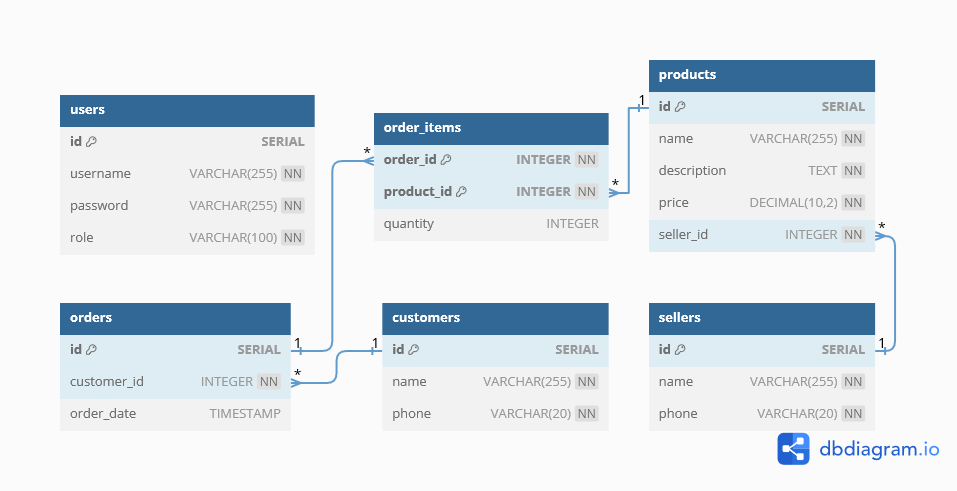 users
id SERIAL
username VARCHAR(255) NN
password VARCHAR(255) NN
role VARCHAR(100) NN
order_items
order_id INTEGER NN
product_id INTEGER NN
quantity INTEGER
products
id SERIAL
name VARCHAR(255) NN
description TEXT NN
price DECIMAL(10,2) NN
seller_id INTEGER NN
orders
id SERIAL
customer_id INTEGER NN
order_date TIMESTAMP
customers
id SERIAL
name VARCHAR(255) NN
phone VARCHAR(20) NN
sellers
id SERIAL
name VARCHAR(255) NN
phone VARCHAR(20) NN
*
1
*
1
*
1
*
1
dbdiagram.io